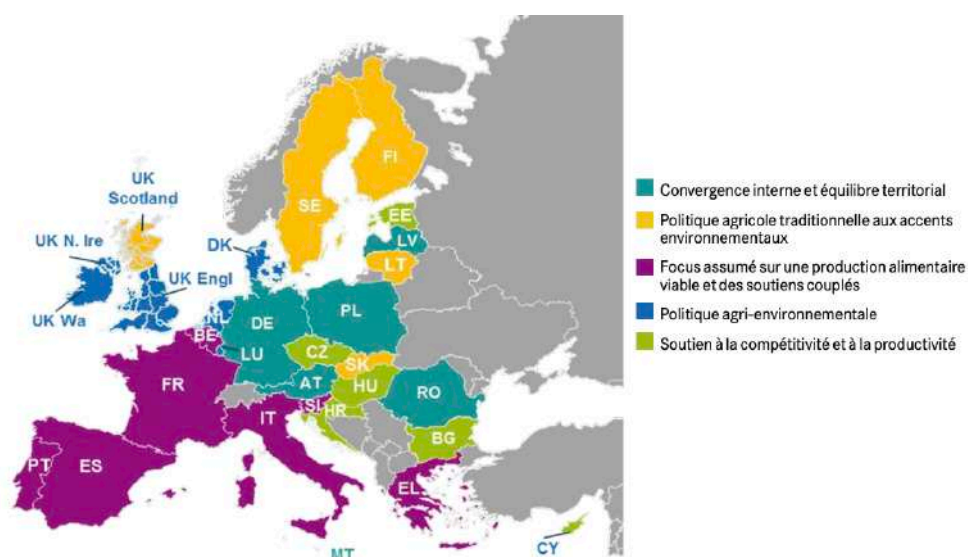 UK
Scotland
FI
SE
EE
UK N. Ire
DK
LV
LT
UK Engl
UK Wa
NL
DE
PL
BE
LU
CZ
SK
FR
AT
HU
RO
SI
HR
IT
BG
PT
ES
EL
MT
CY
Convergence interne et équilibre territorial
Politique agricole traditionnelle aux accents
environnementaux
Focus assumé sur une production alimentaire
viable et des soutiens couplés
Politique agri-environnementale
Soutien à la compétitivité et à la productivité